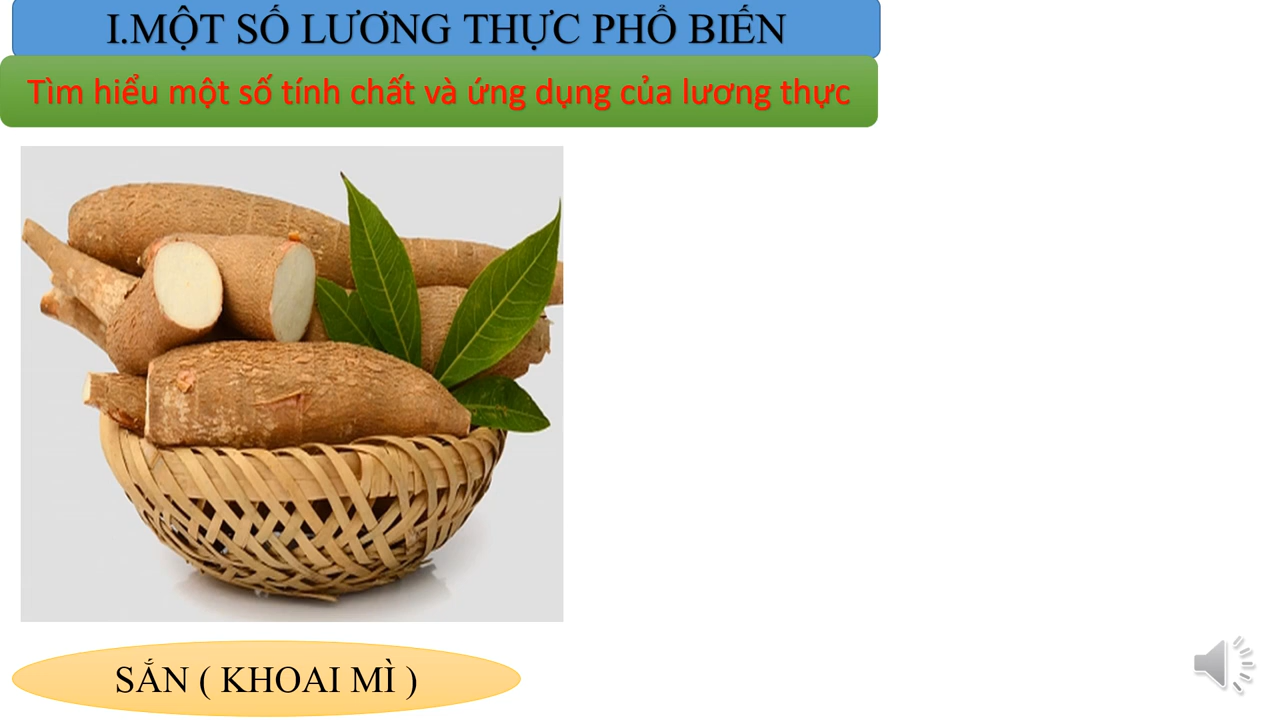 I.MỘT SỐ LƯƠNG THỰC PHỔ BIẾN
Tìm hiểu một số tính chất và ứng dụng của lương thực
SẮN ( KHOAI MÌ )